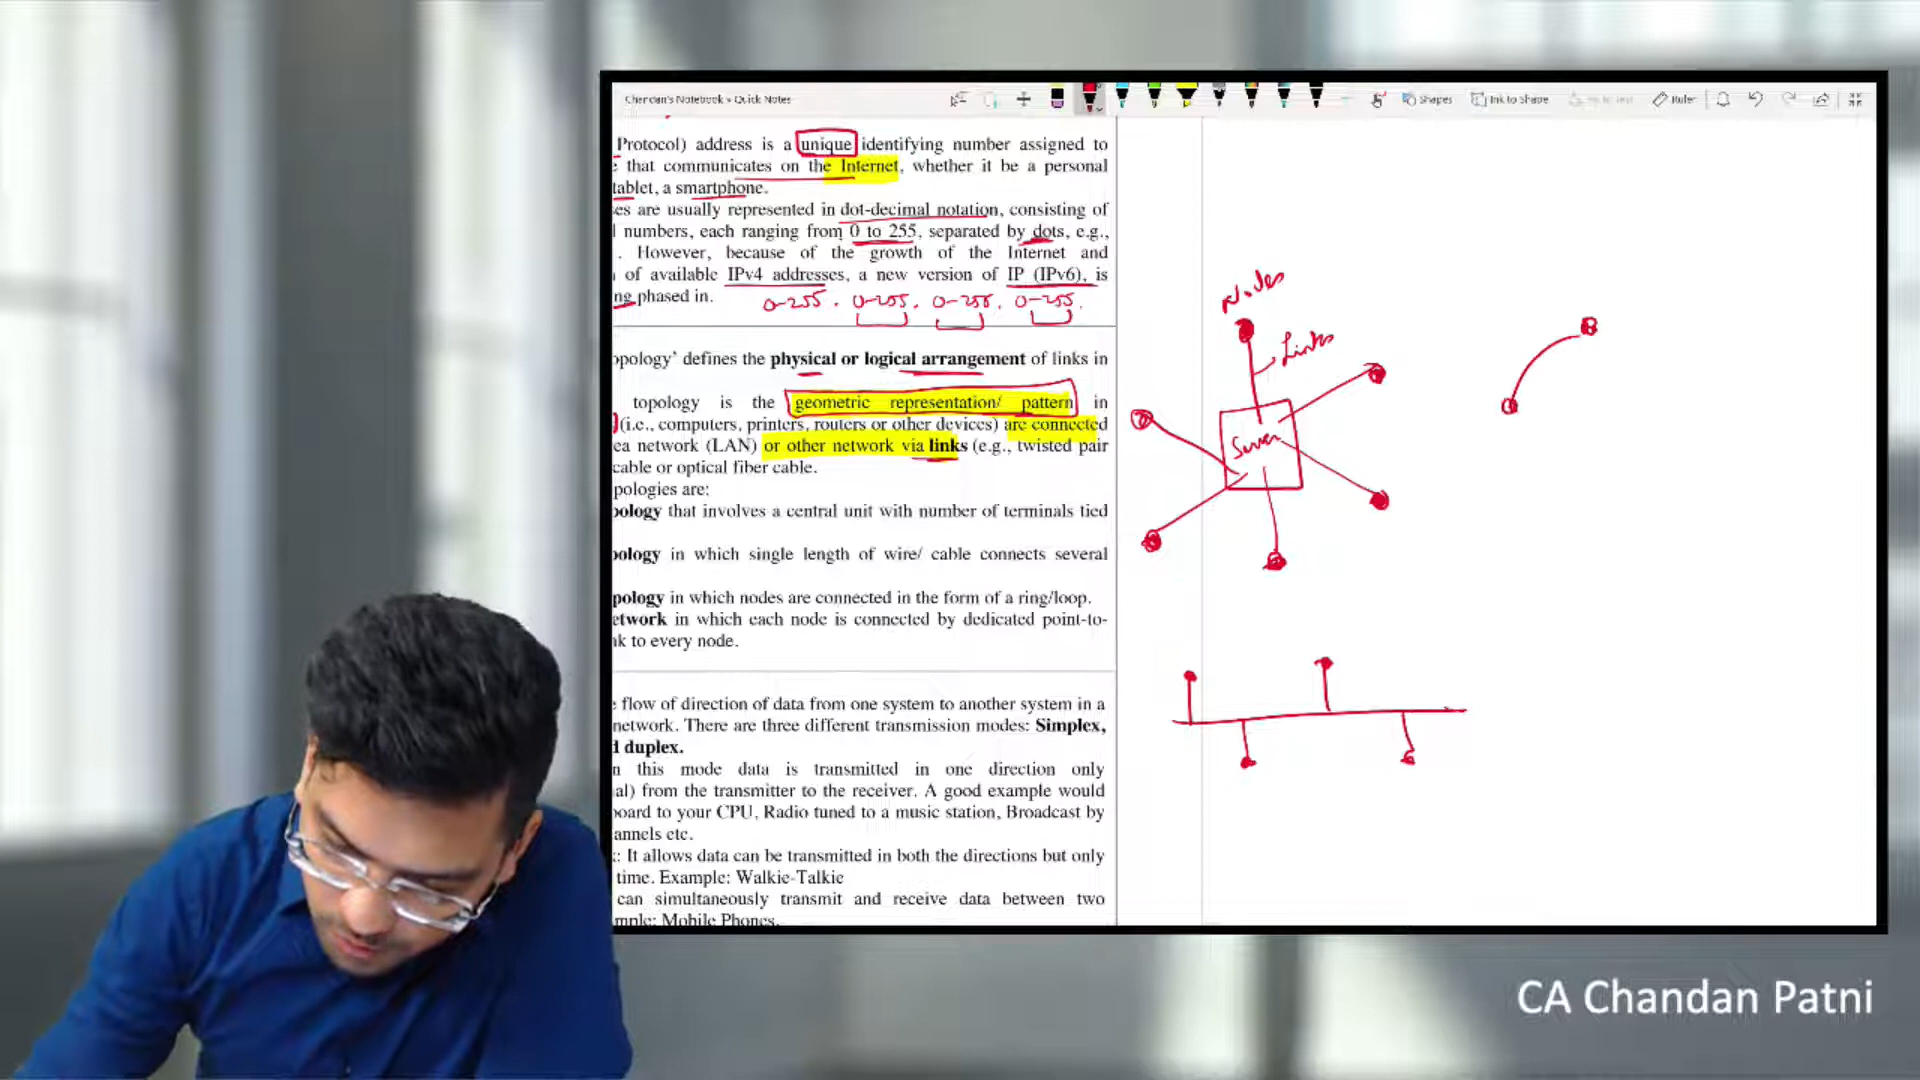 Chandan's Notebook » Quick Notes
Shapes
Ink to Shape
Ruler
Protocol) address is a unique identifying number assigned to
that communicates on the Internet, whether it be a personal
tablet, a smartphone.
es are usually represented in dot-decimal notation, consisting of
l numbers, each ranging from 0 to 255, separated by dots, e.g.,
. However, because of the growth of the Internet and
of available IPv4 addresses, a new version of IP (IPv6), is
ng phased in.
0-255 . 0-255 . 0-255 . 0-255 .
opology' defines the physical or logical arrangement of links in
topology is the geometric representation/ pattern in
(i.e., computers, printers, routers or other devices) are connected
ea network (LAN) or other network via links (e.g., twisted pair
cable or optical fiber cable.
pologies are:
pology that involves a central unit with number of terminals tied
pology in which single length of wire/ cable connects several
pology in which nodes are connected in the form of a ring/loop.
etwork in which each node is connected by dedicated point-to-
nk to every node.
flow of direction of data from one system to another system in a
network. There are three different transmission modes: Simplex,
d duplex.
n this mode data is transmitted in one direction only
al) from the transmitter to the receiver. A good example would
board to your CPU, Radio tuned to a music station, Broadcast by
annels etc.
: It allows data can be transmitted in both the directions but only
time. Example: Walkie-Talkie
can simultaneously transmit and receive data between two
mple: Mobile Phones.
Nodes
Links
Server
CA Chandan Patni